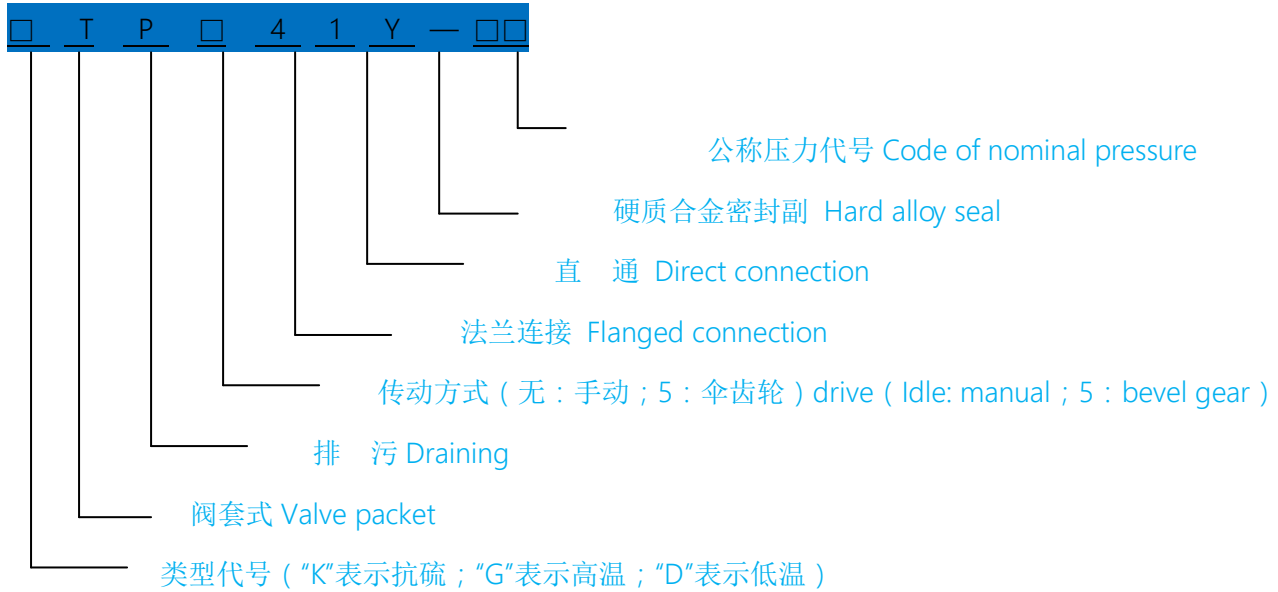 □ T P □ 4 1 Y — □□
公称压力代号 Code of nominal pressure
硬质合金密封副 Hard alloy seal
直 通 Direct connection
法兰连接 Flanged connection
传动方式（无：手动；5：伞齿轮）drive（Idle: manual；5：bevel gear）
排 污 Draining
阀套式 Valve packet
类型代号（“K”表示抗硫；“G”表示高温；“D”表示低温）